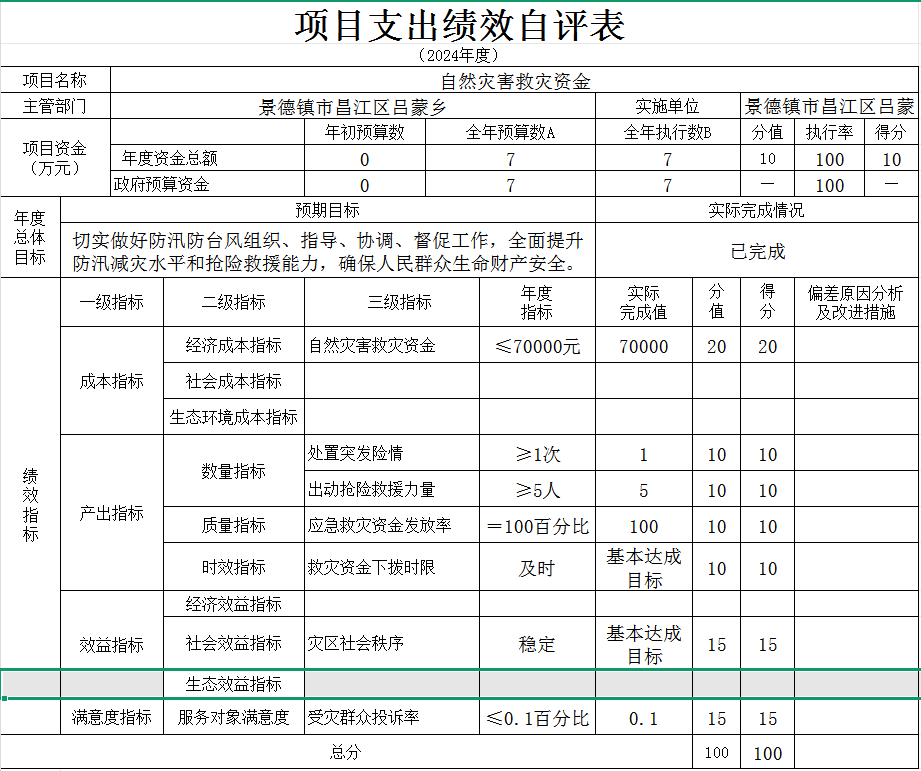 项目支出绩效自评表
（2024年度）
项目名称 自然灾害救灾资金
主管部门 景德镇市昌江区吕蒙乡 实施单位 景德镇市昌江区吕蒙
项目资金
（万元）
年初预算数 全年预算数A 全年执行数B 分值 执行率 得分
年度资金总额 0 7 7 10 100 10
政府预算资金 0 7 7 — 100 —
年度
总体
目标
预期目标 实际完成情况
切实做好防汛防台风组织、指导、协调、督促工作，全面提升
防汛减灾水平和抢险救援能力，确保人民群众生命财产安全。
已完成
绩
效
指
标
一级指标 二级指标 三级指标
年度
指标
实际
完成值
分
值
得
分
偏差原因分析
及改进措施
成本指标
经济成本指标 自然灾害救灾资金 ≤70000元 70000 20 20
社会成本指标
生态环境成本指标
产出指标
数量指标
处置突发险情 ≥1次 1 10 10
出动抢险救援力量 ≥5人 5 10 10
质量指标 应急救灾资金发放率 ＝100百分比 100 10 10
时效指标 救灾资金下拨时限 及时
基本达成
目标
10 10
效益指标
经济效益指标
社会效益指标 灾区社会秩序 稳定
基本达成
目标
15 15
生态效益指标
满意度指标 服务对象满意度 受灾群众投诉率 ≤0.1百分比 0.1 15 15
总分 100 100